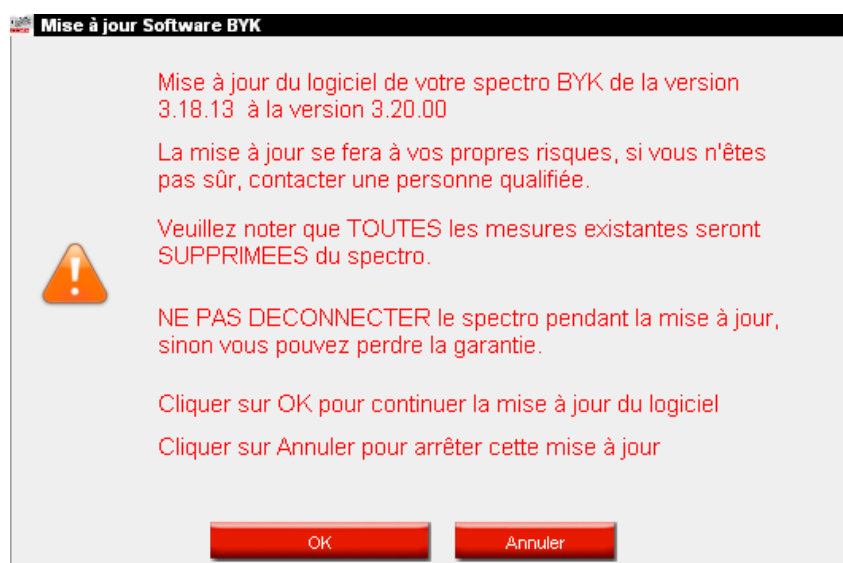 Mise à jour Software BYK
Mise à jour du logiciel de votre spectro BYK de la version
3.18.13  à la version 3.20.00
La mise à jour se fera à vos propres risques, si vous n'êtes
pas sûr, contacter une personne qualifiée.
Veuillez noter que TOUTES les mesures existantes seront
SUPPRIMEES du spectro.
NE PAS DECONNECTER le spectro pendant la mise à jour,
sinon vous pouvez perdre la garantie.
Cliquer sur OK pour continuer la mise à jour du logiciel
Cliquer sur Annuler pour arrêter cette mise à jour
OK
Annuler